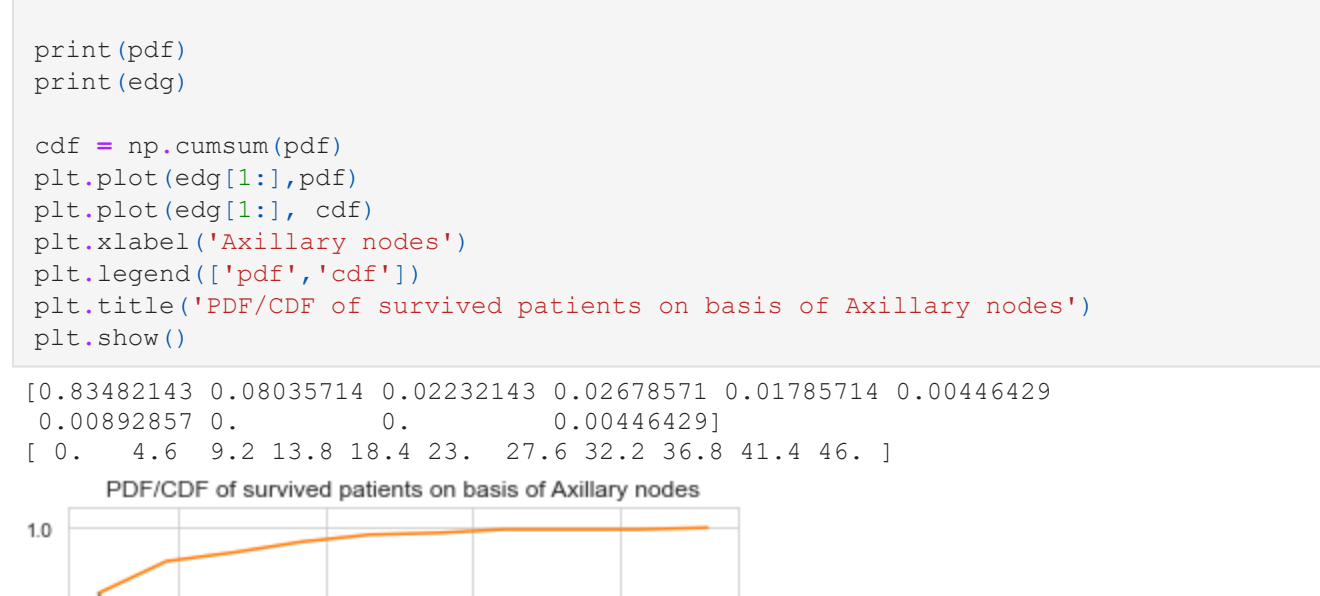 print(pdf)
print(edg)
cdf = np.cumsum(pdf)
plt.plot(edg[1:],pdf)
plt.plot(edg[1:], cdf)
plt.xlabel('Axillary nodes')
plt.legend(['pdf','cdf'])
plt.title('PDF/CDF of survived patients on basis of Axillary nodes')
plt.show()
[0.83482143 0.08035714 0.02232143 0.02678571 0.01785714 0.00446429
 0.00892857 0.         0.         0.00446429]
[ 0.   4.6  9.2 13.8 18.4 23.  27.6 32.2 36.8 41.4 46. ]
PDF/CDF of survived patients on basis of Axillary nodes
1.0